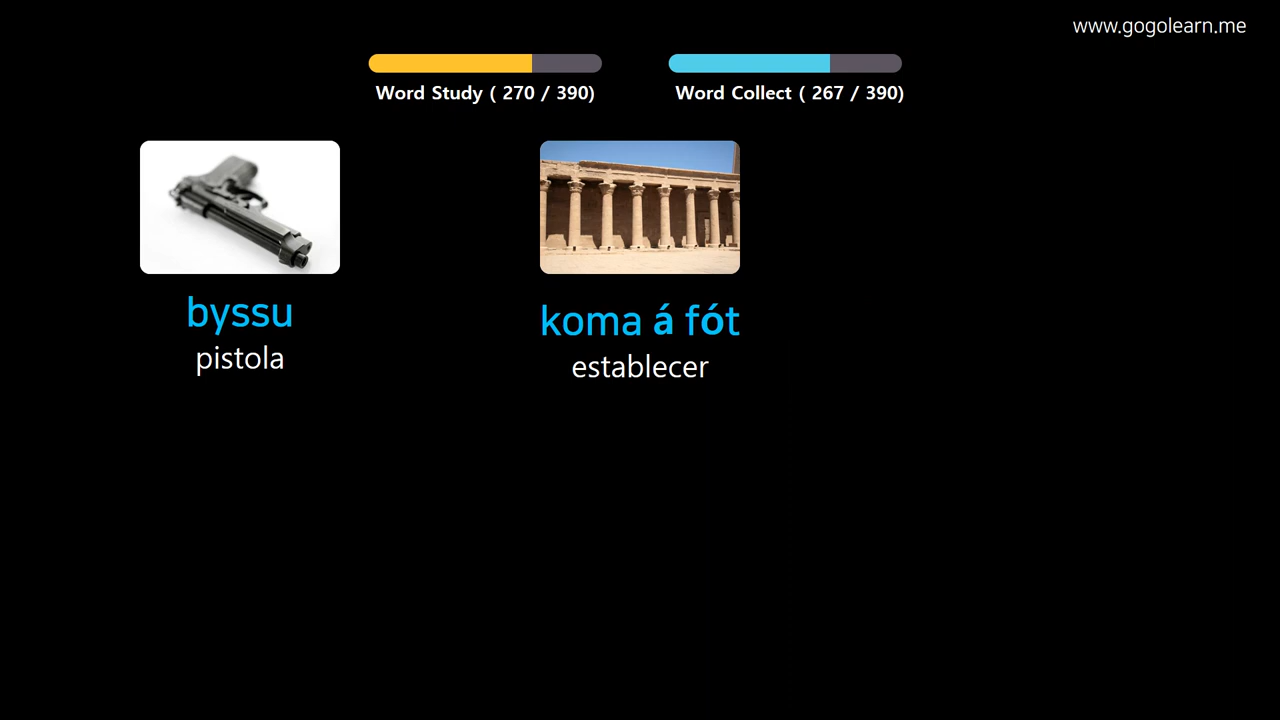 www.gogolearn.me
Word Study ( 270 / 390)
Word Collect ( 267 / 390)
byssu
pistola
koma á fót
establecer